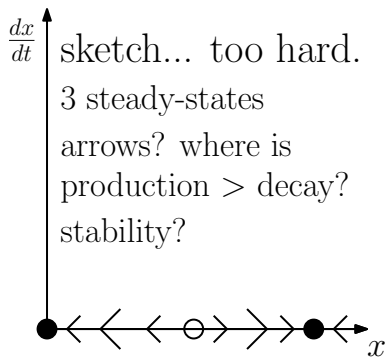 dx/dt
sketch... too hard.
3 steady-states
arrows? where is
production > decay?
stability?
x